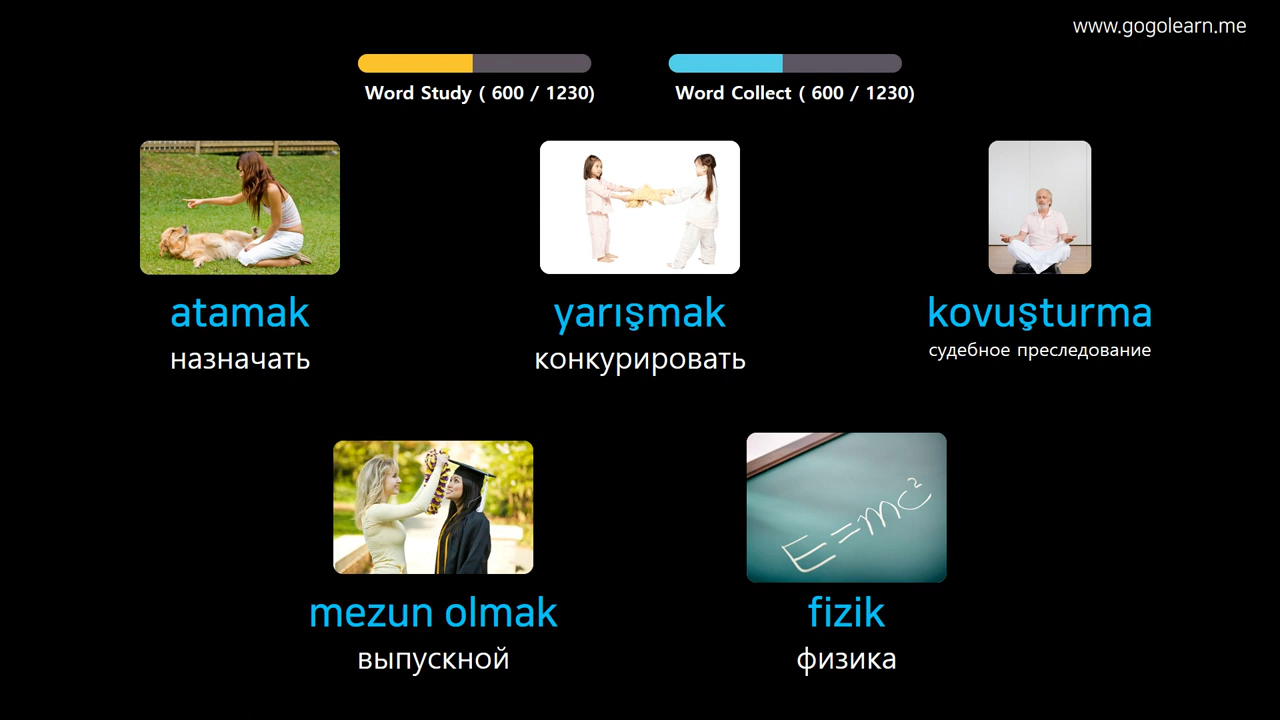 www.gogolearn.me
Word Study ( 600 / 1230)
Word Collect ( 600 / 1230)
atamak
назначать
yarışmak
конкурировать
kovuşturma
судебное преследование
mezun olmak
выпускной
E=mc²
fizik
физика